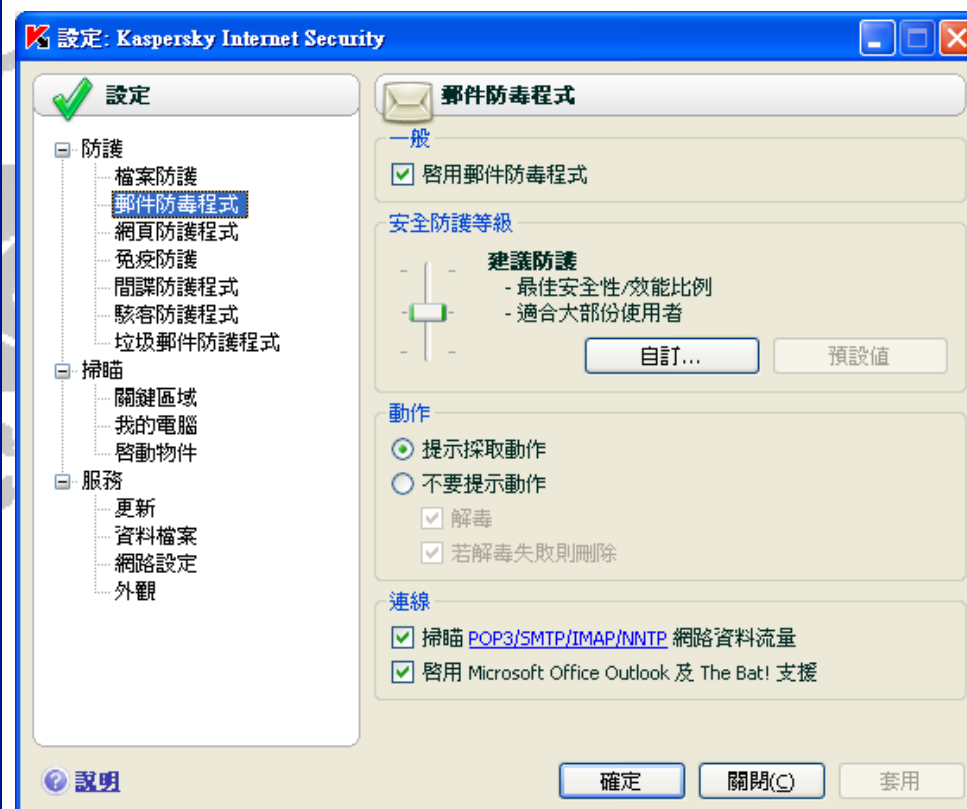 設定: Kaspersky Internet Security
設定
防護
檔案防護
郵件防毒程式
網頁防護程式
免疫防護
間諜防護程式
駭客防護程式
垃圾郵件防護程式
掃瞄
關鍵區域
我的電腦
啓動物件
服務
更新
資料檔案
網路設定
外觀
郵件防毒程式
一般
啓用郵件防毒程式
安全防護等級
建議防護
- 最佳安全性/效能比例
- 適合大部份使用者
自訂...
預設值
動作
提示採取動作
不要提示動作
解毒
若解毒失敗則刪除
連線
掃瞄 POP3/SMTP/IMAP/NNTP 網路資料流量
啓用 Microsoft Office Outlook 及 The Bat! 支援
說明
確定
關閉(C)
套用